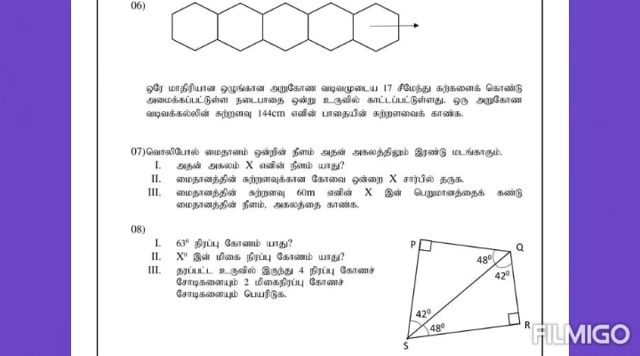 06)
ஒரே மாதிரியான ஒழுங்கான அறுகோண வடிவமுடைய 17 சீமேந்து கற்களைக் கொண்டு
அமைக்கப்பட்டுள்ள நடைபாதை ஒன்று உருவில் காட்டப்பட்டுள்ளது. ஒரு அறுகோண
வடிவக்கல்லின் சுற்றளவு 144cm எனின் பாதையின் சுற்றளவைக் காண்க.
07)வொலிபோல் மைதானம் ஒன்றின் நீளம் அதன் அகலத்திலும் இரண்டு மடங்காகும்.
I. அதன் அகலம் X எனின் நீளம் யாது?
II. மைதானத்தின் சுற்றளவுக்கான கோவை ஒன்றை X சார்பில் தருக.
III. மைதானத்தின் சுற்றளவு 60m எனின் X இன் பெறுமானத்தைக் கண்டு
மைதானத்தின் நீளம், அகலத்தை காண்க.
08)
I. 63⁰ நிரப்பு கோணம் யாது?
II. X⁰ இன் மிகை நிரப்பு கோணம் யாது?
III. தரப்பட்ட உருவில் இருந்து 4 நிரப்பு கோணச்
சோடிகளையும் 2 மிகைநிரப்பு கோணச்
சோடிகளையும் பெயரிடுக.
P
Q
48⁰
42⁰
42⁰
48⁰
R
S
FILMIGO